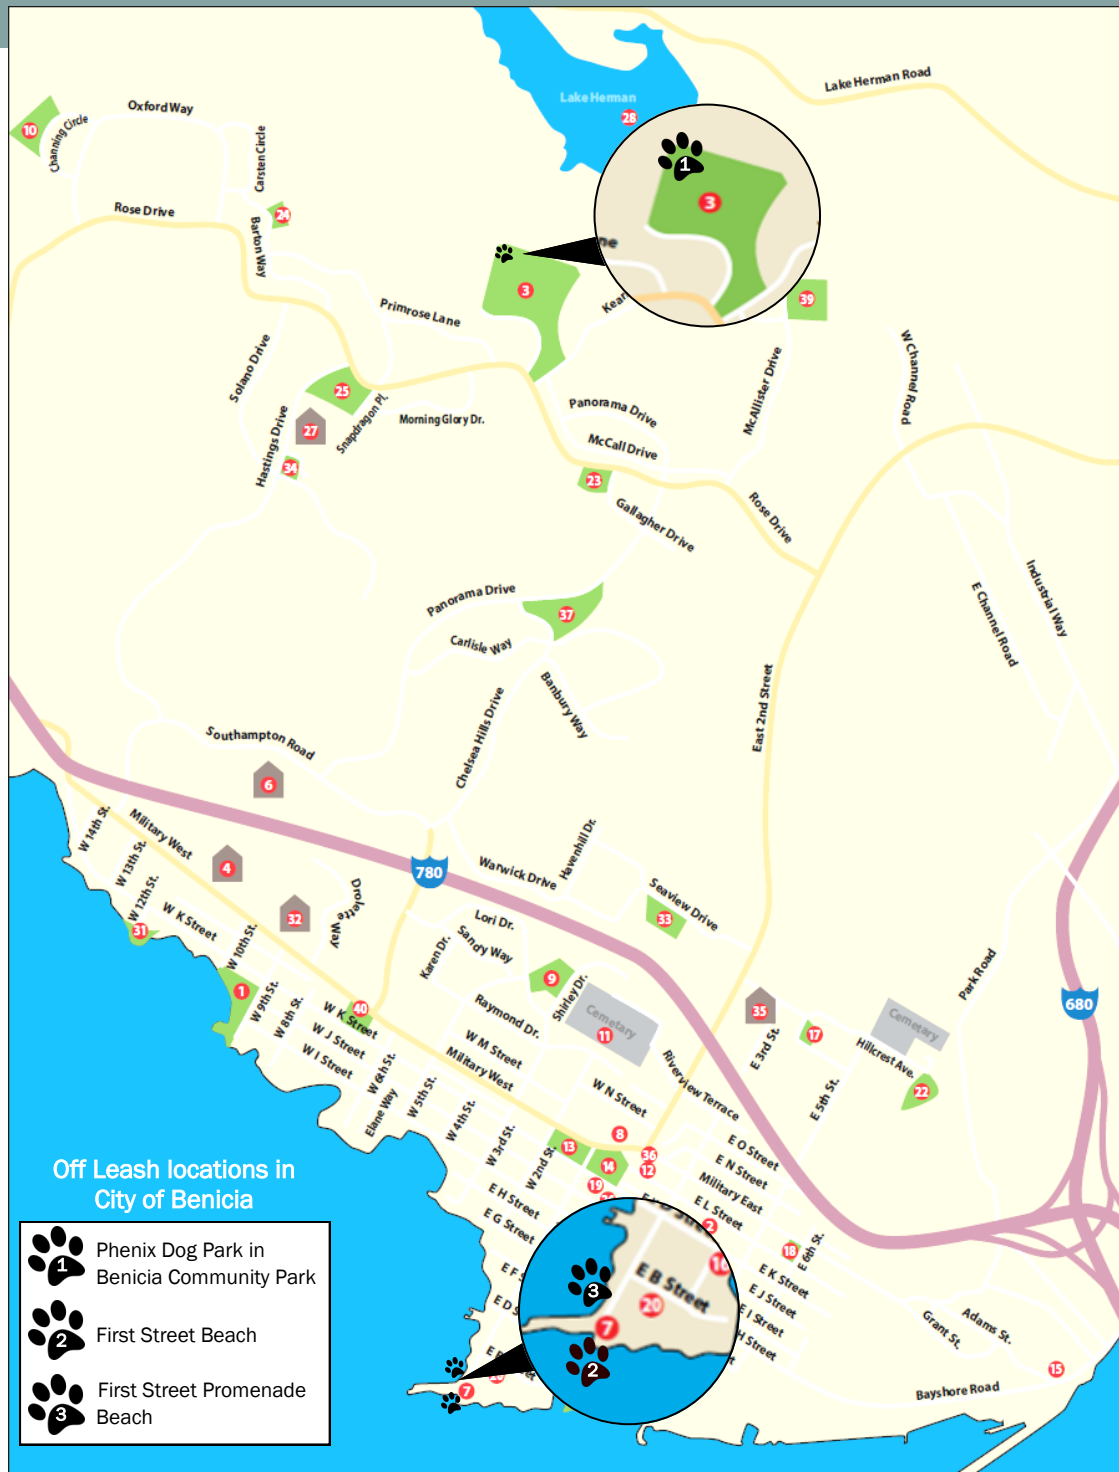 Lake Herman Road
Lake Herman
28
Oxford Way
10
Channing Circle
Carsten Circle
1
3
Rose Drive
24
Barton Way
3
39
Primrose Lane
Solano Drive
W Channel Road
McAllister Drive
25
Snapdragon Pl.
Morning Glory Dr.
Panorama Drive
27
Hastings Drive
McCall Drive
34
23
Gallagher Drive
Rose Drive
Industrial Way
E Channel Road
Panorama Drive
37
Carlisle Way
Banbury Way
East 2nd Street
Chelsea Hills Drive
Southampton Road
6
W 14th St.
Military West
W 13th St.
4
780
Warwick Drive
Havenhill Dr.
W 12th St.
Drolette Way
Seaview Drive
33
32
W K Street
31
Lori Dr.
Sandy Way
Karen Dr.
W 10th St.
1
W 9th St.
W 8th St.
9
Shirley Dr.
Park Road
680
40
W K Street
Raymond Dr.
Cemetary
11
35
E 3rd St.
17
Cemetary
Hillcrest Ave.
22
W J Street
W I Street
W M Street
Military West
W 6th St.
Elane Way
W 5th St.
W 4th St.
W N Street
Riverview Terrace
E 5th St.
8
13
14
36
12
19
W 3rd St.
W 2nd St.
E O Street
E N Street
Military East
E L Street
2
E H Street
E G Street
18
E 6th St.
E K Street
E J Street
E I Street
H Street
Grant St.
Adams St.
15
Bayshore Road
16
3
E B Street
20
7
2
7
Off Leash locations in
City of Benicia
1
Phenix Dog Park in
Benicia Community Park
2
First Street Beach
3
First Street Promenade
Beach